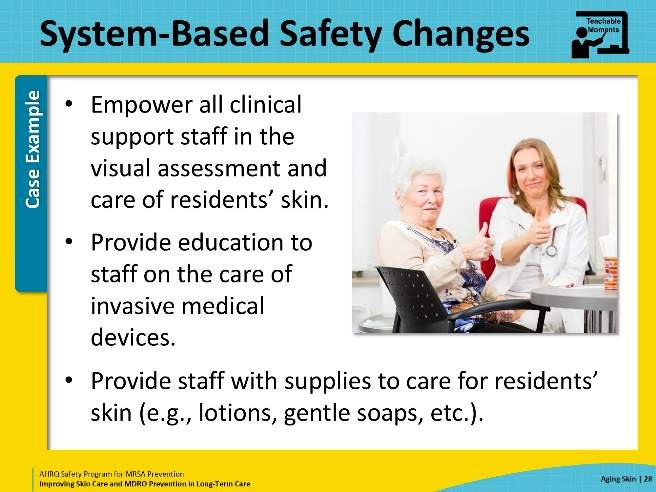 System-Based Safety Changes
Teachable
Moments
Case Example
• Empower all clinical
support staff in the
visual assessment and
care of residents’ skin.
• Provide education to
staff on the care of
invasive medical
devices.
• Provide staff with supplies to care for residents’
skin (e.g., lotions, gentle soaps, etc.).
AHRQ Safety Program for MRSA Prevention
Improving Skin Care and MDRO Prevention in Long-Term Care
Aging Skin | 28